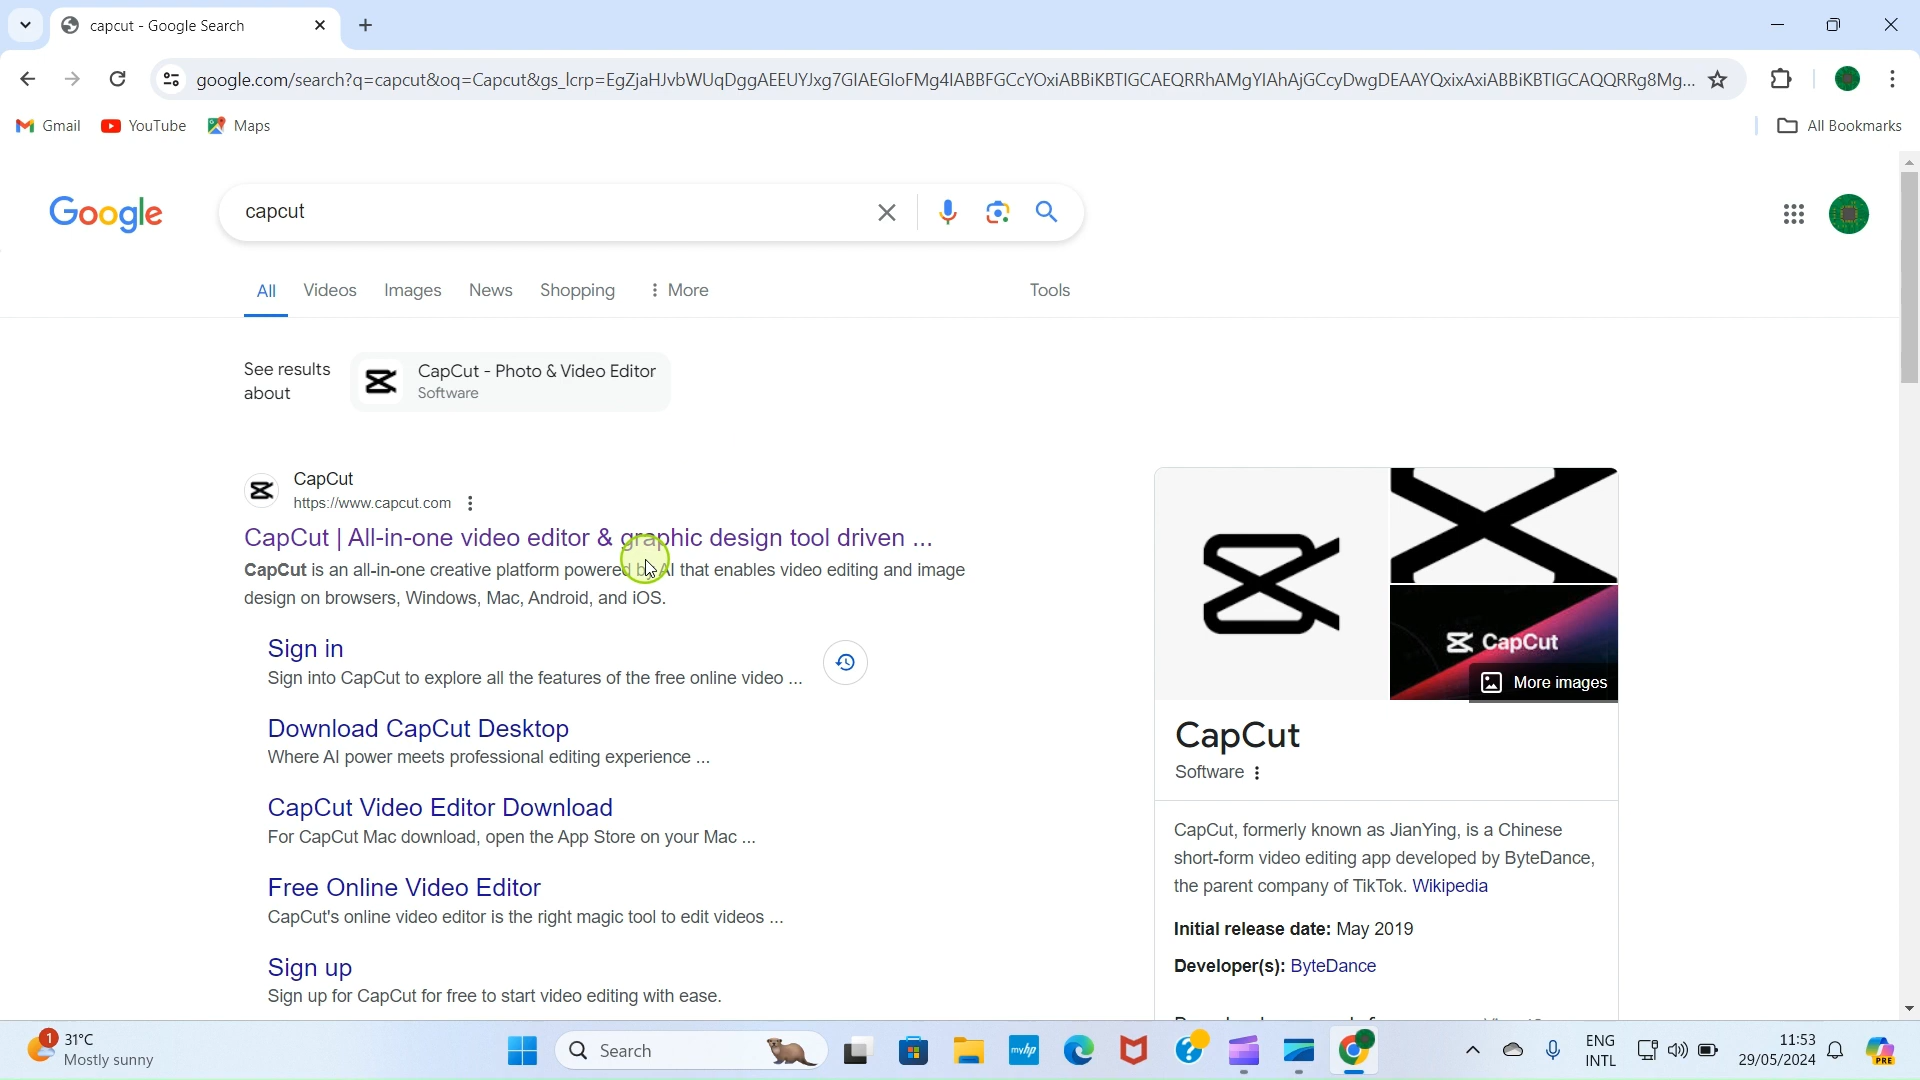 capcut - Google Search
google.com/search?q=capcut&oq=Capcut&gs_lcrp=EgZjaHJvbWUqDggAEEUYJxg7GIAEGIoFMg4IABBFGCcYOxiABBiKBTIGCAEQRRhAMgYIAhAjGCcyDwgDEAAYQxixAxiABBiKBTIGCAQQRRg8Mg...
Gmail YouTube Maps All Bookmarks
Google capcut
All Videos Images News Shopping More Tools
See results about
CapCut - Photo & Video Editor
Software
CapCut
https://www.capcut.com
CapCut | All-in-one video editor & graphic design tool driven ...
CapCut is an all-in-one creative platform powered by AI that enables video editing and image
design on browsers, Windows, Mac, Android, and iOS.
Sign in
Sign into CapCut to explore all the features of the free online video ...
Download CapCut Desktop
Where AI power meets professional editing experience ...
CapCut Video Editor Download
For CapCut Mac download, open the App Store on your Mac ...
Free Online Video Editor
CapCut's online video editor is the right magic tool to edit videos ...
Sign up
Sign up for CapCut for free to start video editing with ease.
CapCut
More images
CapCut
Software
CapCut, formerly known as JianYing, is a Chinese
short-form video editing app developed by ByteDance,
the parent company of TikTok. Wikipedia
Initial release date: May 2019
Developer(s): ByteDance
1 31°C
Mostly sunny
Search
myhp
ENG
INTL
11:53
29/05/2024
PRE